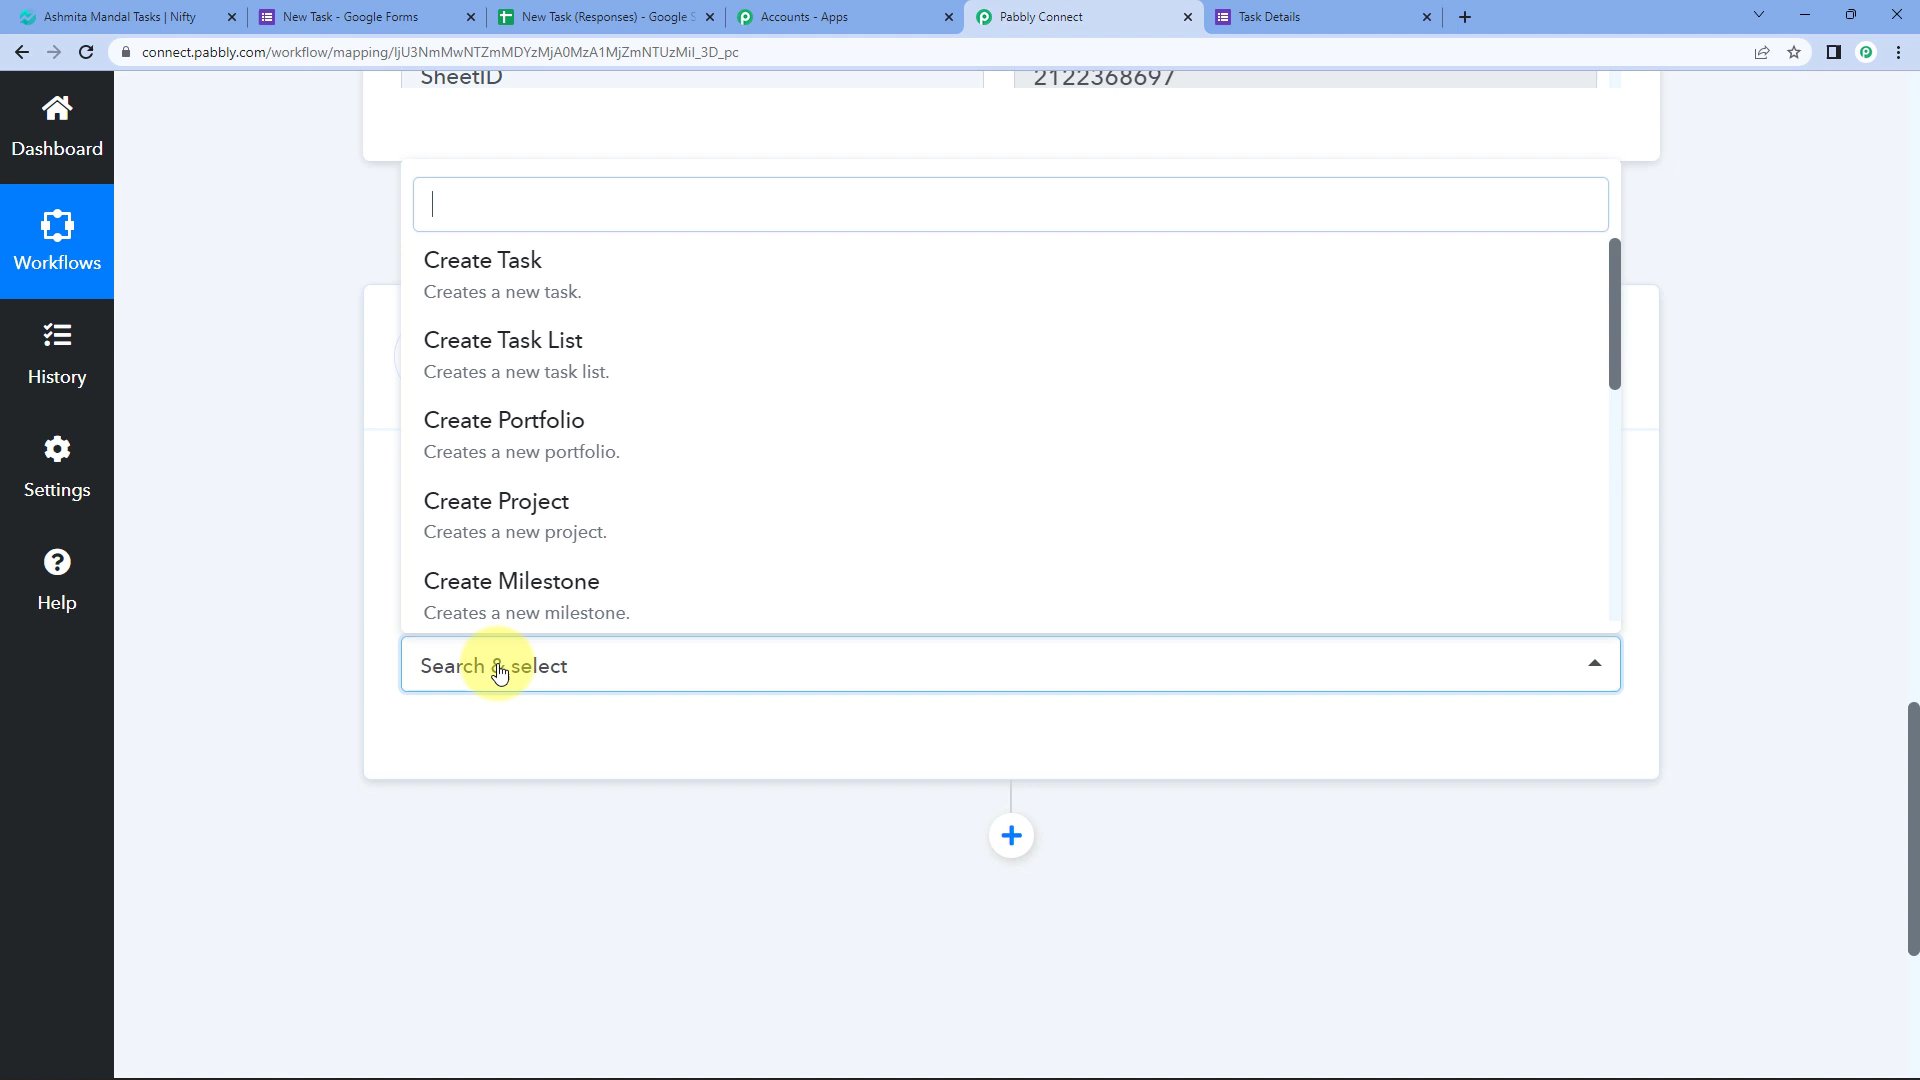 Ashmita Mandal Tasks | Nifty
New Task - Google Forms
New Task (Responses) - Google S
Accounts - Apps
Pabbly Connect
Task Details
connect.pabbly.com/workflow/mapping/IjU3NmMwNTZmMDYzMjA0MzA1MjZmNTUzMiI_3D_pc
SheetID
2122368697
Dashboard
Workflows
History
Settings
Help
Create Task
Creates a new task.
Create Task List
Creates a new task list.
Create Portfolio
Creates a new portfolio.
Create Project
Creates a new project.
Create Milestone
Creates a new milestone.
Search & select